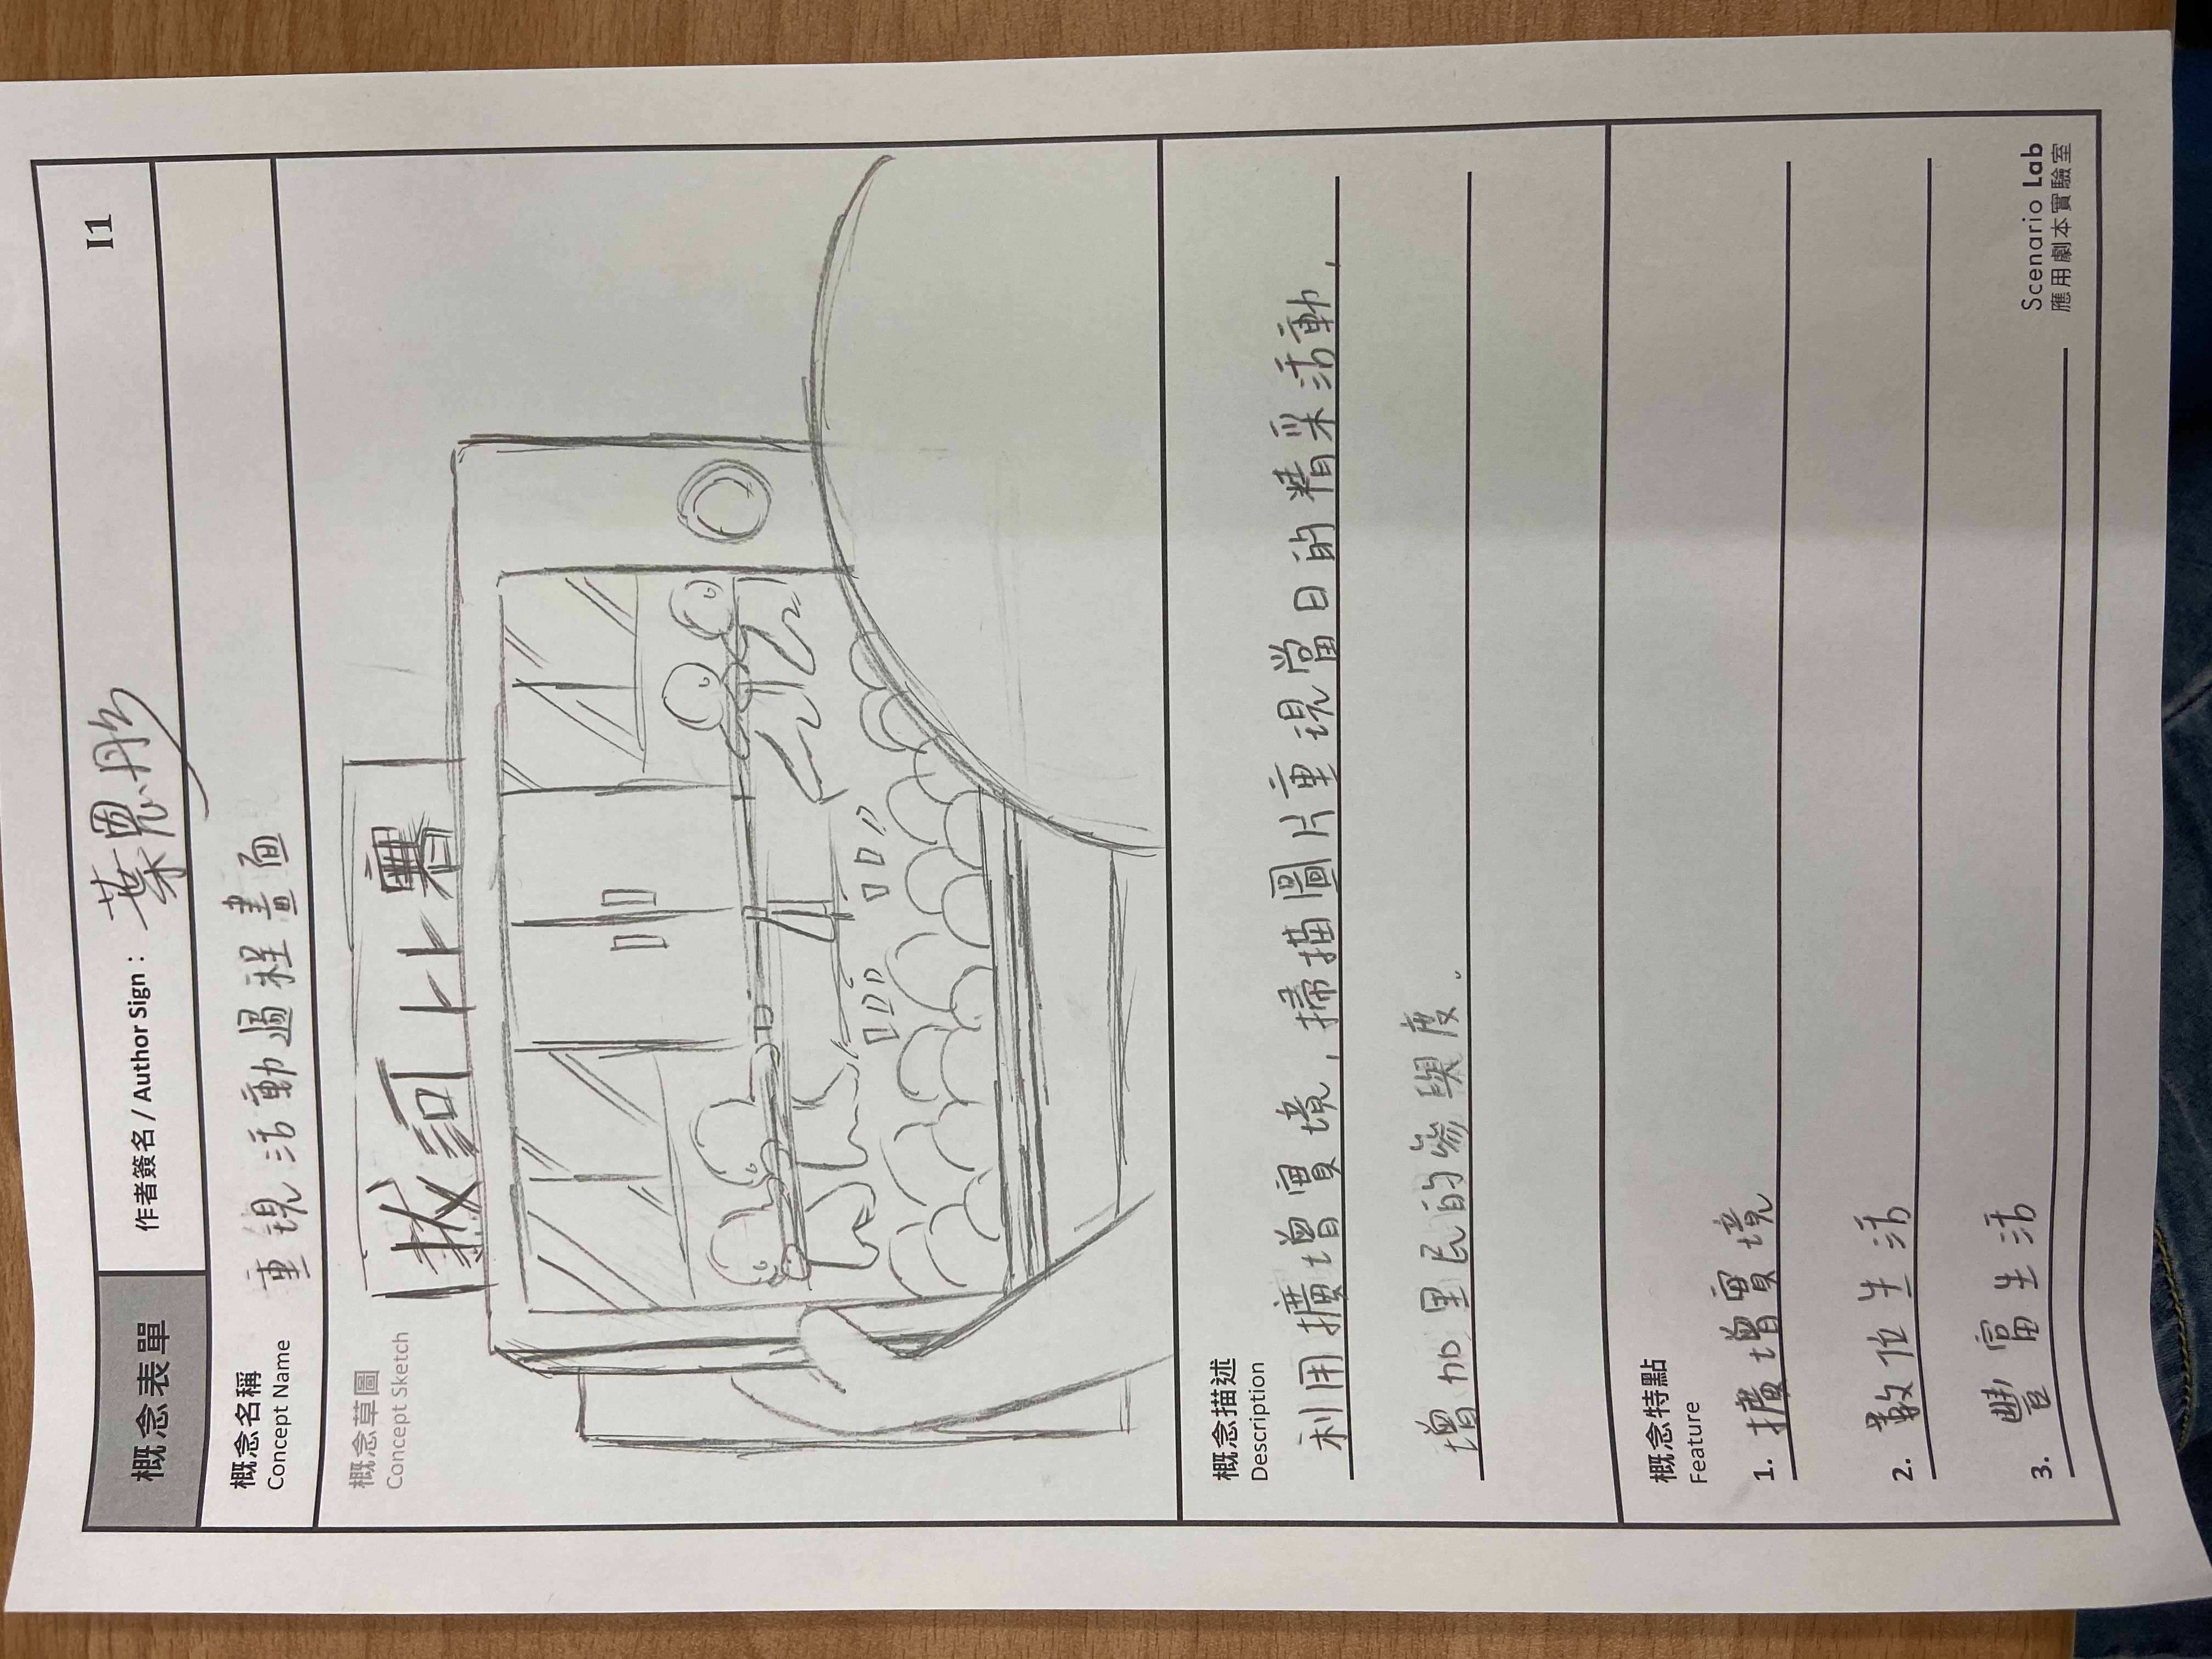 概念表單
作者簽名 / Author Sign： 葉恩彤
I1
概念名稱
Concept Name
重現活動過程畫面
概念草圖
Concept Sketch
拔河比賽
概念描述
Description
利用擴增實境，掃描圖片重現當日的精采活動，
增加里民的參與度。
概念特點
Feature
1. 擴增實境
2. 數位生活
3. 豐富生活
Scenario Lab
應用劇本實驗室